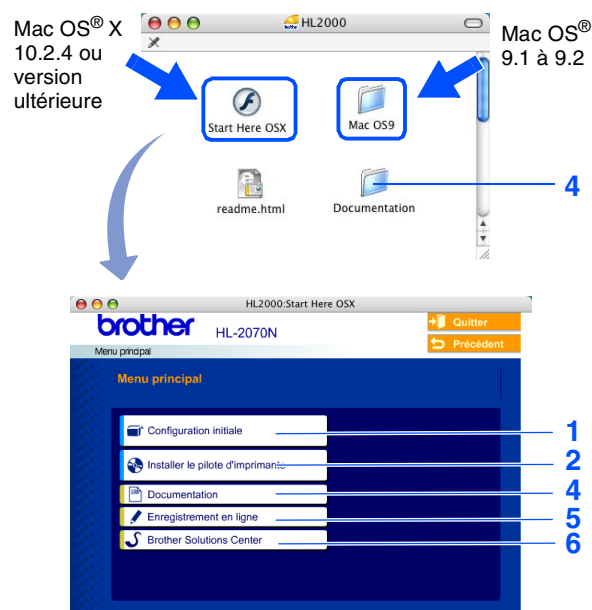 Mac OS® X
10.2.4 ou
version
ultérieure
HL2000
Mac OS®
9.1 à 9.2
Start Here OSX
Mac OS9
readme.html
Documentation
4
HL2000:Start Here OSX
brother
HL-2070N
Quitter
Précédent
Menu principal
Menu principal
Configuration initiale
1
Installer le pilote d'imprimante
2
Documentation
4
Enregistrement en ligne
5
Brother Solutions Center
6